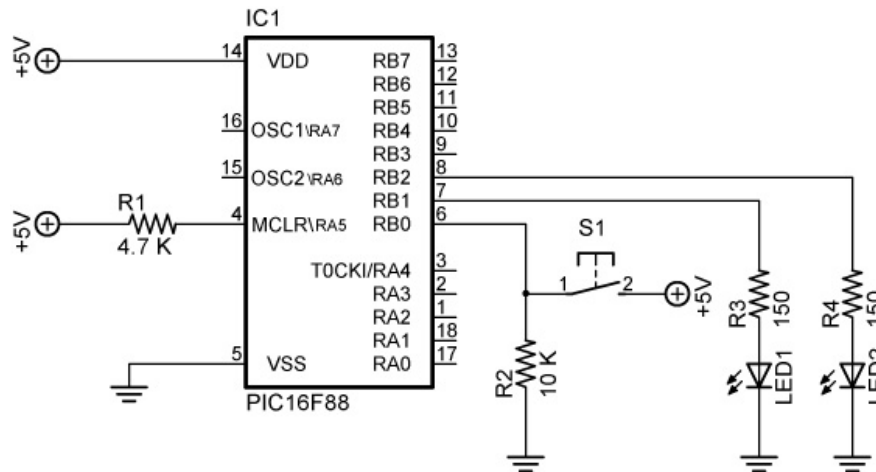 IC1
+5V
14
VDD
RB7
13
RB6
12
RB5
11
16
OSC1\RA7
RB4
10
RB3
9
15
OSC2\RA6
RB2
8
RB1
7
+5V
R1
4.7 K
4
MCLR\RA5
RB0
6
S1
1
2
+5V
T0CKI/RA4
3
RA3
2
RA2
1
RA1
18
5
VSS
RA0
17
R2
10 K
R3
150
R4
150
LED1
LED2
PIC16F88